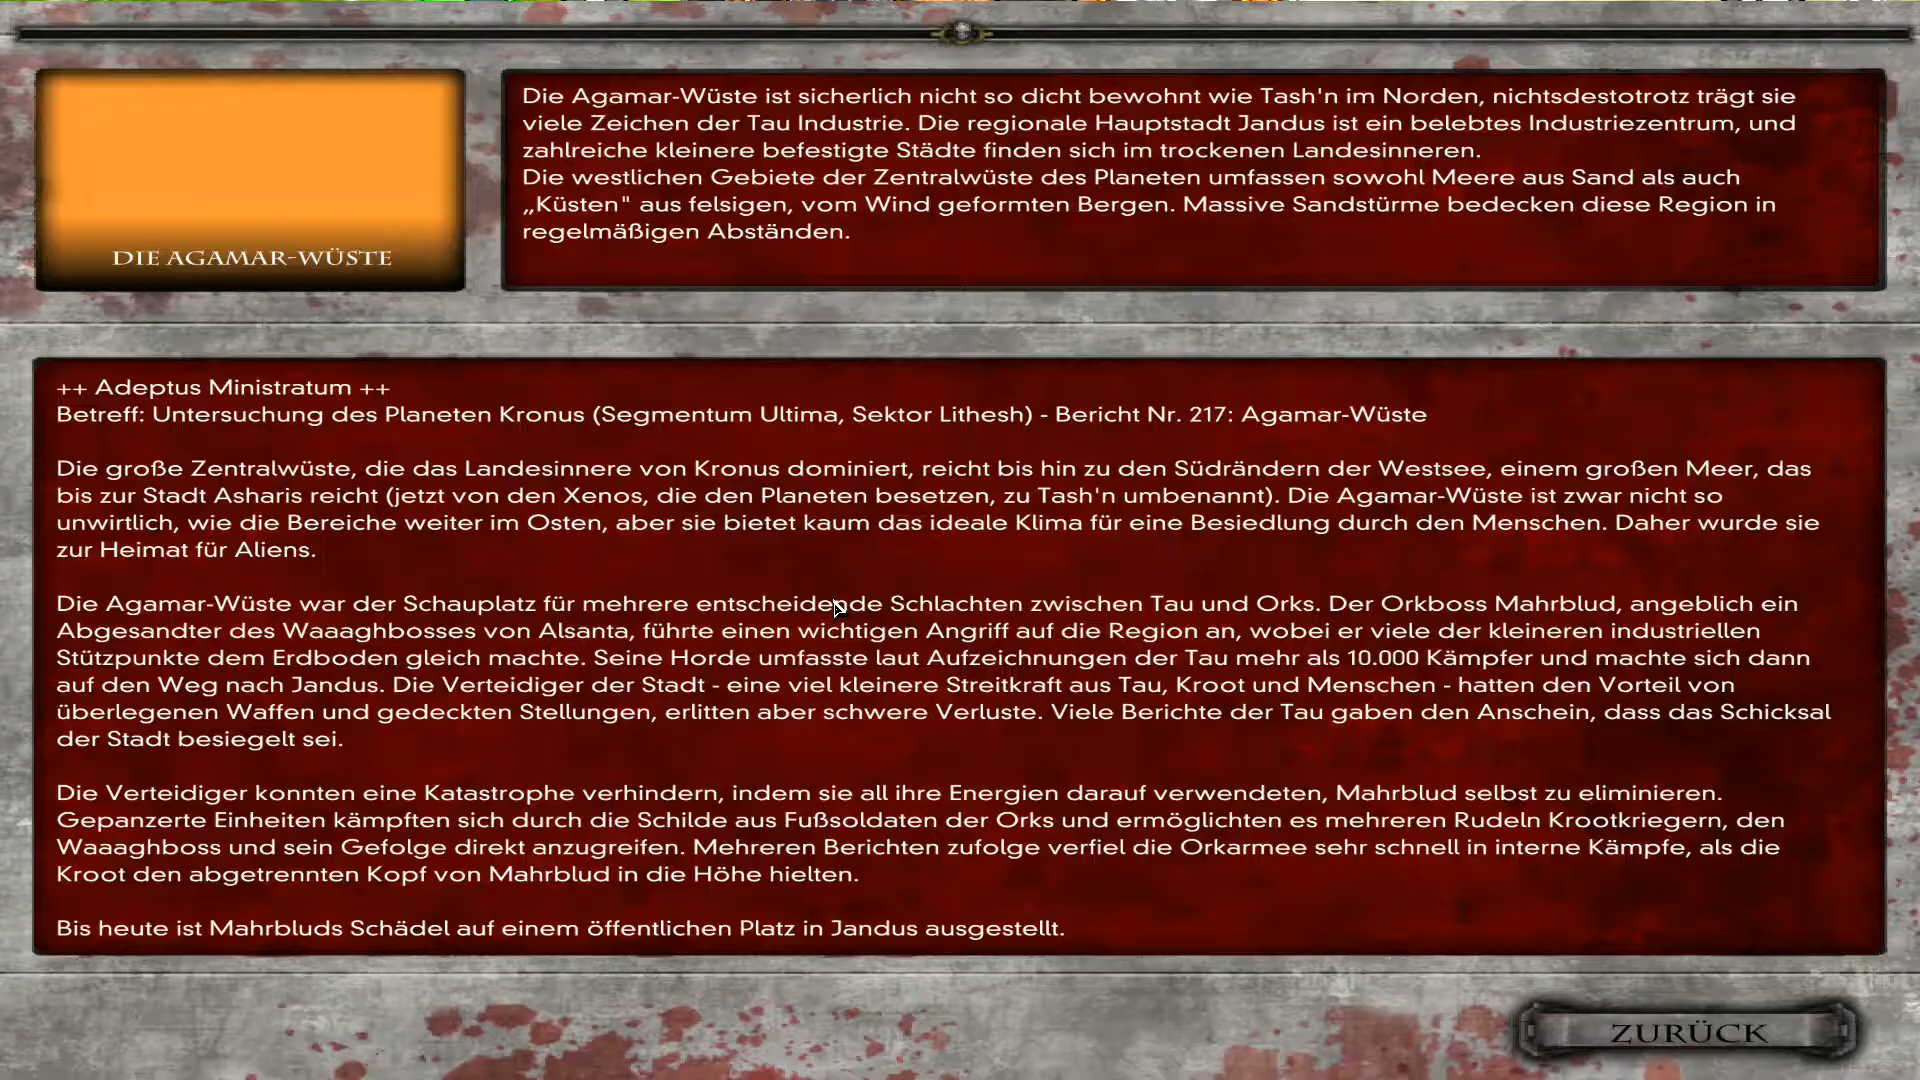 Die Agamar-Wüste ist sicherlich nicht so dicht bewohnt wie Tash'n im Norden, nichtsdestotrotz trägt sie
viele Zeichen der Tau Industrie. Die regionale Hauptstadt Jandus ist ein belebtes Industriezentrum, und
zahlreiche kleinere befestigte Städte finden sich im trockenen Landesinneren.
Die westlichen Gebiete der Zentralwüste des Planeten umfassen sowohl Meere aus Sand als auch
„Küsten" aus felsigen, vom Wind geformten Bergen. Massive Sandstürme bedecken diese Region in
regelmäßigen Abständen.
DIE AGAMAR-WÜSTE
++ Adeptus Ministratum ++
Betreff: Untersuchung des Planeten Kronus (Segmentum Ultima, Sektor Lithesh) - Bericht Nr. 217: Agamar-Wüste
Die große Zentralwüste, die das Landesinnere von Kronus dominiert, reicht bis hin zu den Südrändern der Westsee, einem großen Meer, das
bis zur Stadt Asharis reicht (jetzt von den Xenos, die den Planeten besetzen, zu Tash'n umbenannt). Die Agamar-Wüste ist zwar nicht so
unwirtlich, wie die Bereiche weiter im Osten, aber sie bietet kaum das ideale Klima für eine Besiedlung durch den Menschen. Daher wurde sie
zur Heimat für Aliens.
Die Agamar-Wüste war der Schauplatz für mehrere entscheidende Schlachten zwischen Tau und Orks. Der Orkboss Mahrblud, angeblich ein
Abgesandter des Waaaghbosses von Alsanta, führte einen wichtigen Angriff auf die Region an, wobei er viele der kleineren industriellen
Stützpunkte dem Erdboden gleich machte. Seine Horde umfasste laut Aufzeichnungen der Tau mehr als 10.000 Kämpfer und machte sich dann
auf den Weg nach Jandus. Die Verteidiger der Stadt - eine viel kleinere Streitkraft aus Tau, Kroot und Menschen - hatten den Vorteil von
überlegenen Waffen und gedeckten Stellungen, erlitten aber schwere Verluste. Viele Berichte der Tau gaben den Anschein, dass das Schicksal
der Stadt besiegelt sei.
Die Verteidiger konnten eine Katastrophe verhindern, indem sie all ihre Energien darauf verwendeten, Mahrblud selbst zu eliminieren.
Gepanzerte Einheiten kämpften sich durch die Schilde aus Fußsoldaten der Orks und ermöglichten es mehreren Rudeln Krootkriegern, den
Waaaghboss und sein Gefolge direkt anzugreifen. Mehreren Berichten zufolge verfiel die Orkarmee sehr schnell in interne Kämpfe, als die
Kroot den abgetrennten Kopf von Mahrblud in die Höhe hielten.
Bis heute ist Mahrbluds Schädel auf einem öffentlichen Platz in Jandus ausgestellt.
ZURÜCK